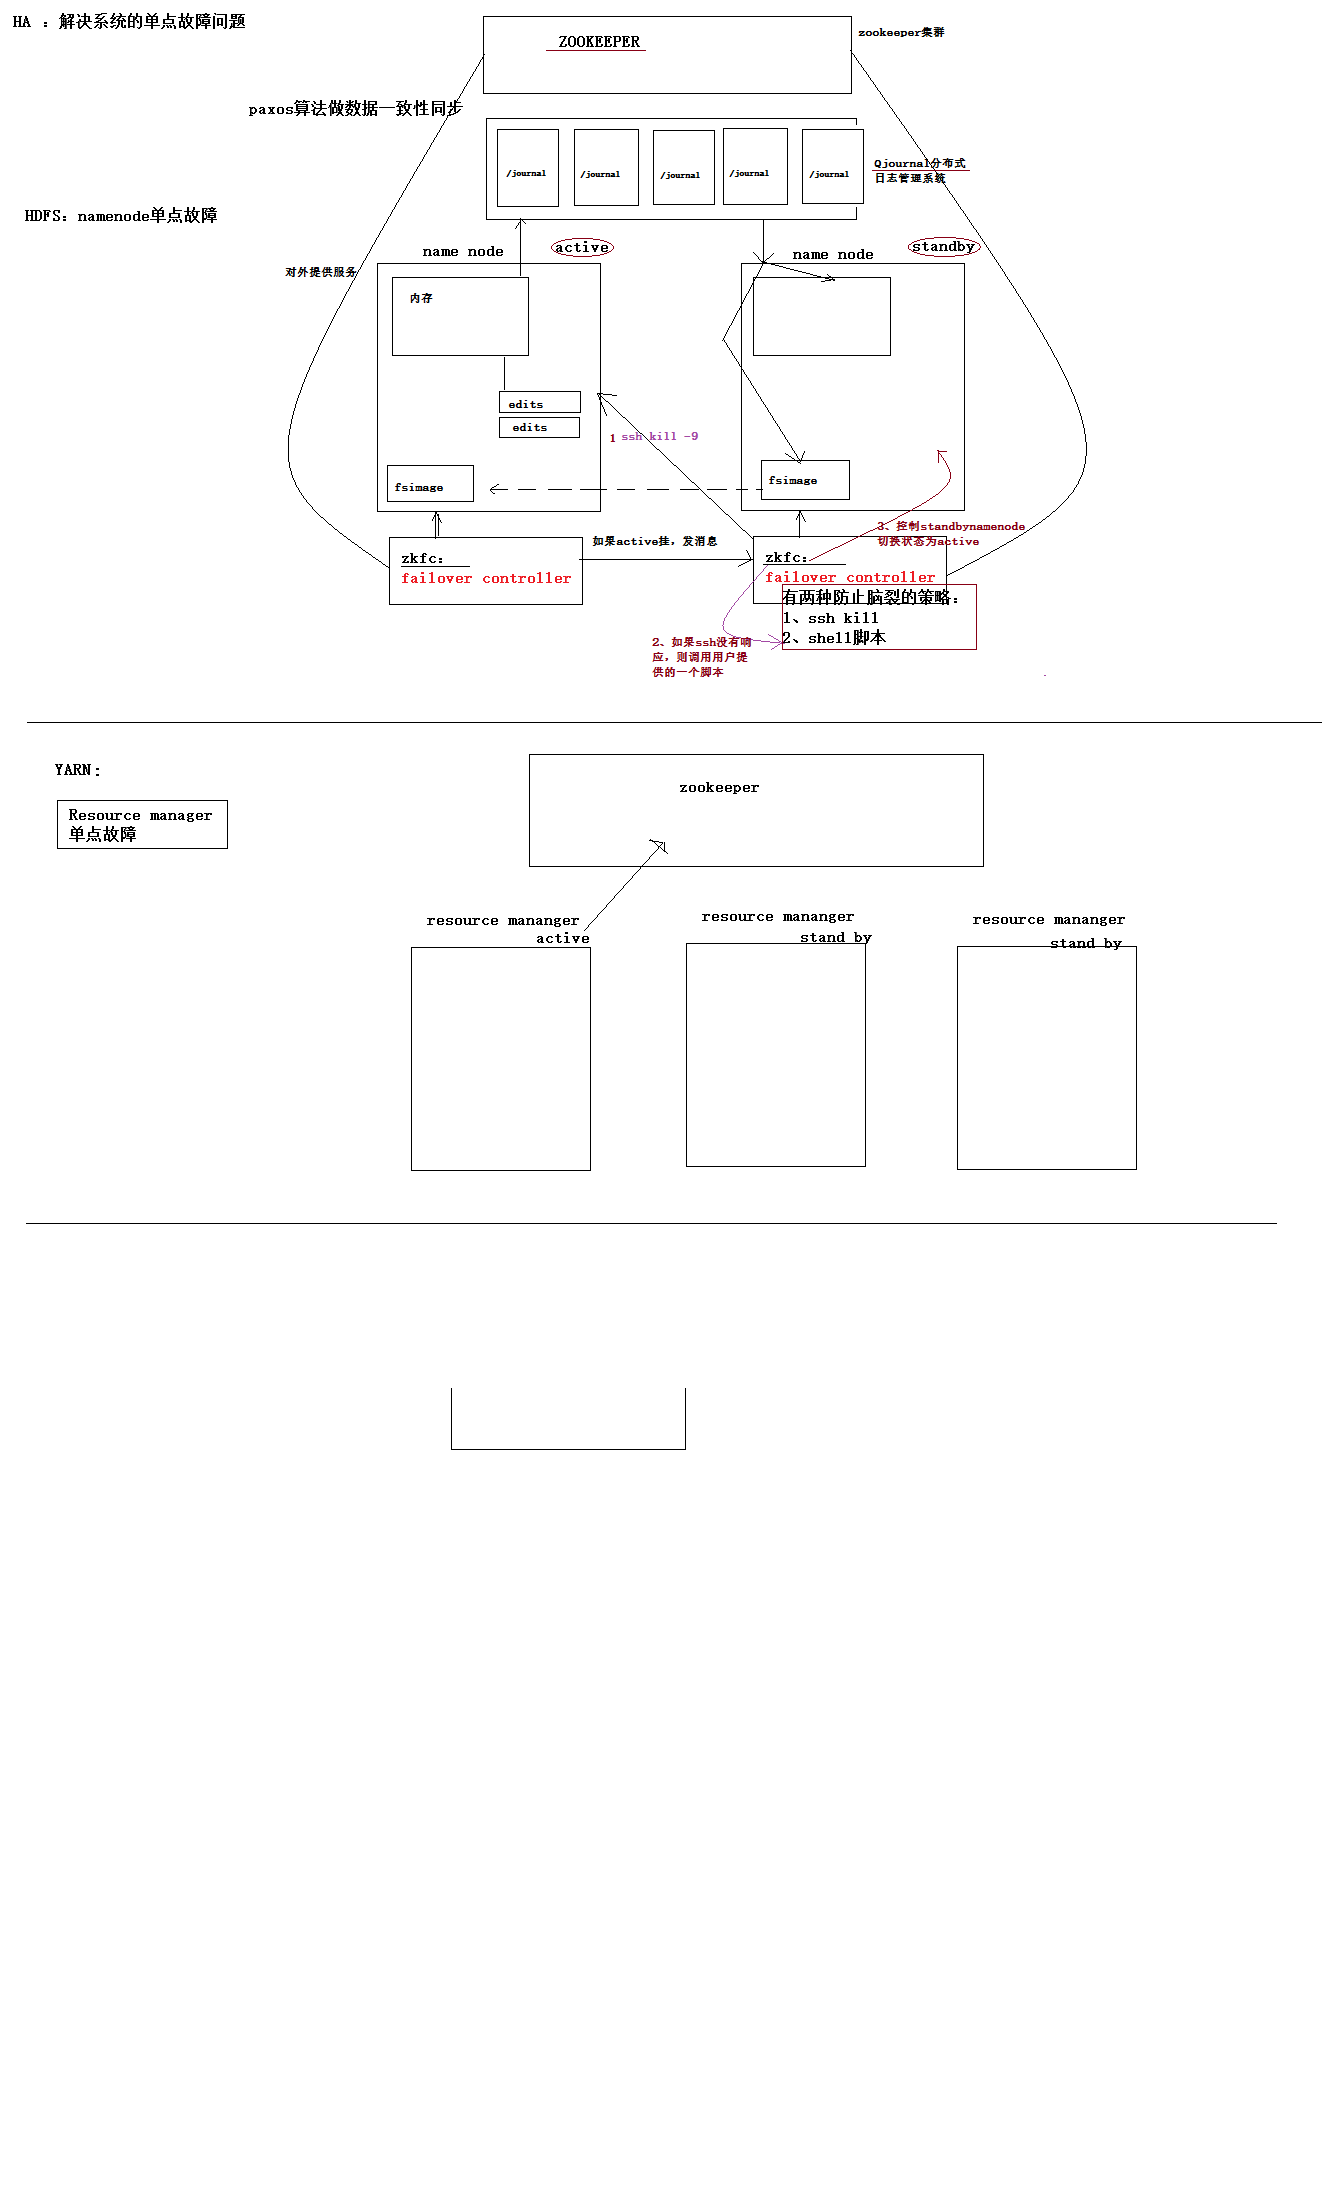 HA ：解决系统的单点故障问题
ZOOKEEPER
zookeeper集群
paxos算法做数据一致性同步
/journal
/journal
/journal
/journal
/journal
Qjournal分布式
日志管理系统
HDFS：namenode单点故障
name node
active
name node
standby
对外提供服务
内存
edits
edits
1 ssh kill -9
fsimage
fsimage
3、控制standbynamenode
切换状态为active
如果active挂，发消息
zkfc：
failover controller
zkfc：
failover controller
有两种防止脑裂的策略：
1、ssh kill
2、shell脚本
2、如果ssh没有响
应，则调用用户提
供的一个脚本
YARN：
Resource manager
单点故障
zookeeper
resource mananger
active
resource mananger
stand by
resource mananger
stand by